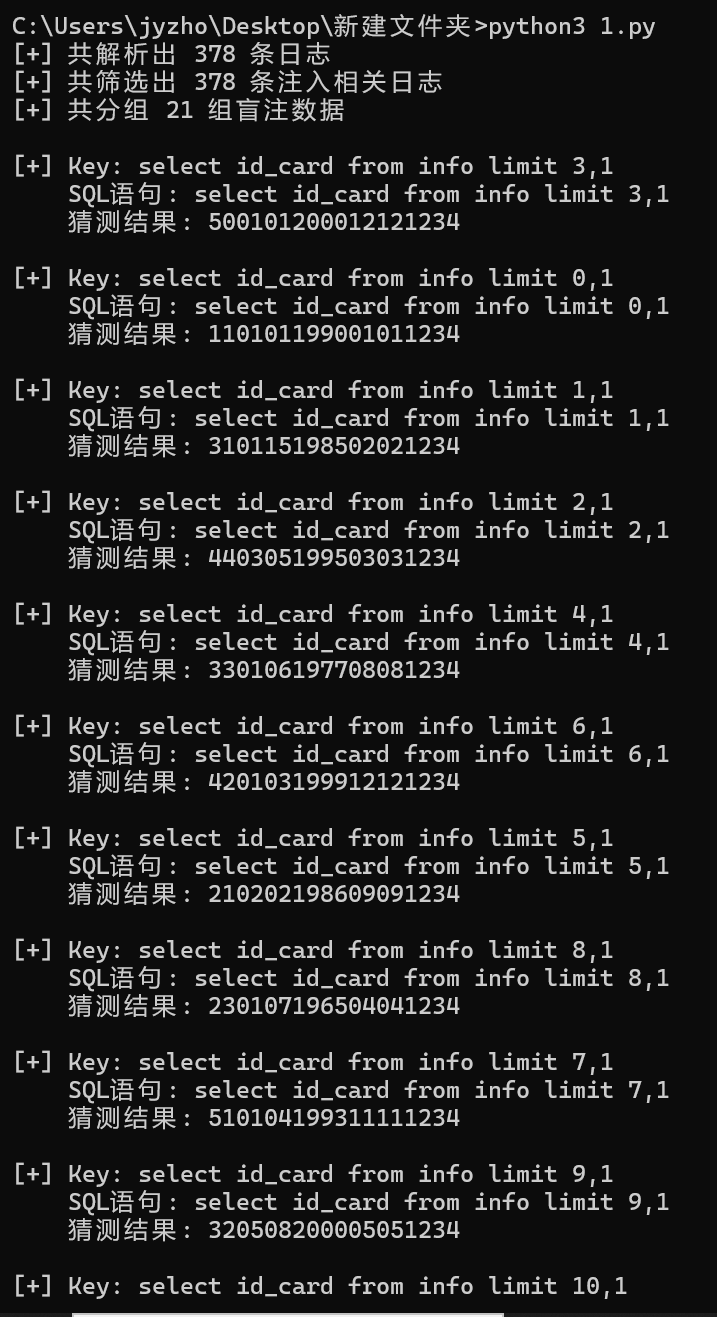 C:\Users\jyzho\Desktop\新建文件夹>python3 1.py
[+] 共解析出 378 条日志
[+] 共筛选出 378 条注入相关日志
[+] 共分组 21 组盲注数据
[+] Key: select id_card from info limit 3,1
SQL语句: select id_card from info limit 3,1
猜测结果: 500101200012121234
[+] Key: select id_card from info limit 0,1
SQL语句: select id_card from info limit 0,1
猜测结果: 110101199001011234
[+] Key: select id_card from info limit 1,1
SQL语句: select id_card from info limit 1,1
猜测结果: 310115198502021234
[+] Key: select id_card from info limit 2,1
SQL语句: select id_card from info limit 2,1
猜测结果: 440305199503031234
[+] Key: select id_card from info limit 4,1
SQL语句: select id_card from info limit 4,1
猜测结果: 330106197708081234
[+] Key: select id_card from info limit 6,1
SQL语句: select id_card from info limit 6,1
猜测结果: 420103199912121234
[+] Key: select id_card from info limit 5,1
SQL语句: select id_card from info limit 5,1
猜测结果: 210202198609091234
[+] Key: select id_card from info limit 8,1
SQL语句: select id_card from info limit 8,1
猜测结果: 230107196504041234
[+] Key: select id_card from info limit 7,1
SQL语句: select id_card from info limit 7,1
猜测结果: 510104199311111234
[+] Key: select id_card from info limit 9,1
SQL语句: select id_card from info limit 9,1
猜测结果: 320508200005051234
[+] Key: select id_card from info limit 10,1